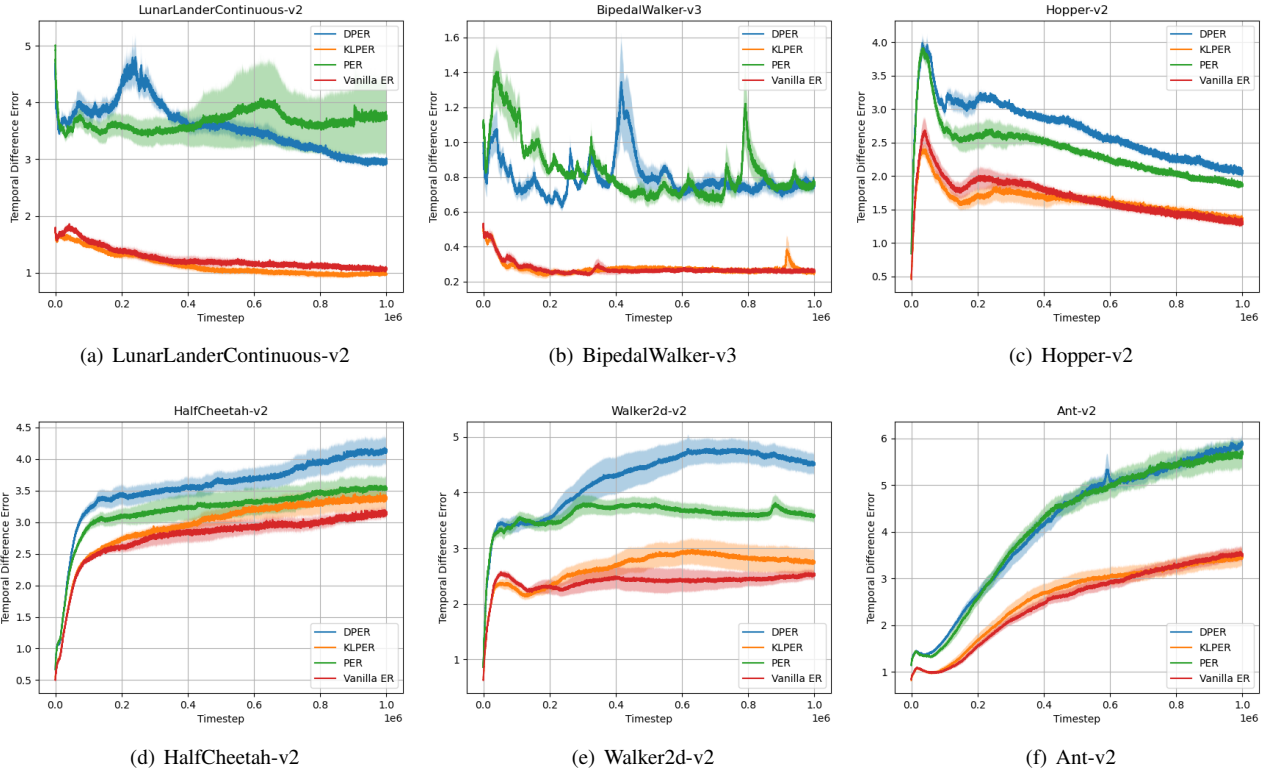 LunarLanderContinuous-v2
Temporal Difference Error
5
4
3
2
1
DPER
KLPER
PER
Vanilla ER
0.0 0.2 0.4 0.6 0.8 1.0
Timestep
1e6
(a) LunarLanderContinuous-v2
BipedalWalker-v3
Temporal Difference Error
1.6
1.4
1.2
1.0
0.8
0.6
0.4
0.2
DPER
KLPER
PER
Vanilla ER
0.0 0.2 0.4 0.6 0.8 1.0
Timestep
1e6
(b) BipedalWalker-v3
Hopper-v2
Temporal Difference Error
4.0
3.5
3.0
2.5
2.0
1.5
1.0
0.5
DPER
KLPER
PER
Vanilla ER
0.0 0.2 0.4 0.6 0.8 1.0
Timestep
1e6
(c) Hopper-v2
HalfCheetah-v2
Temporal Difference Error
4.5
4.0
3.5
3.0
2.5
2.0
1.5
1.0
0.5
DPER
KLPER
PER
Vanilla ER
0.0 0.2 0.4 0.6 0.8 1.0
Timestep
1e6
(d) HalfCheetah-v2
Walker2d-v2
Temporal Difference Error
5
4
3
2
1
DPER
KLPER
PER
Vanilla ER
0.0 0.2 0.4 0.6 0.8 1.0
Timestep
1e6
(e) Walker2d-v2
Ant-v2
Temporal Difference Error
6
5
4
3
2
1
DPER
KLPER
PER
Vanilla ER
0.0 0.2 0.4 0.6 0.8 1.0
Timestep
1e6
(f) Ant-v2